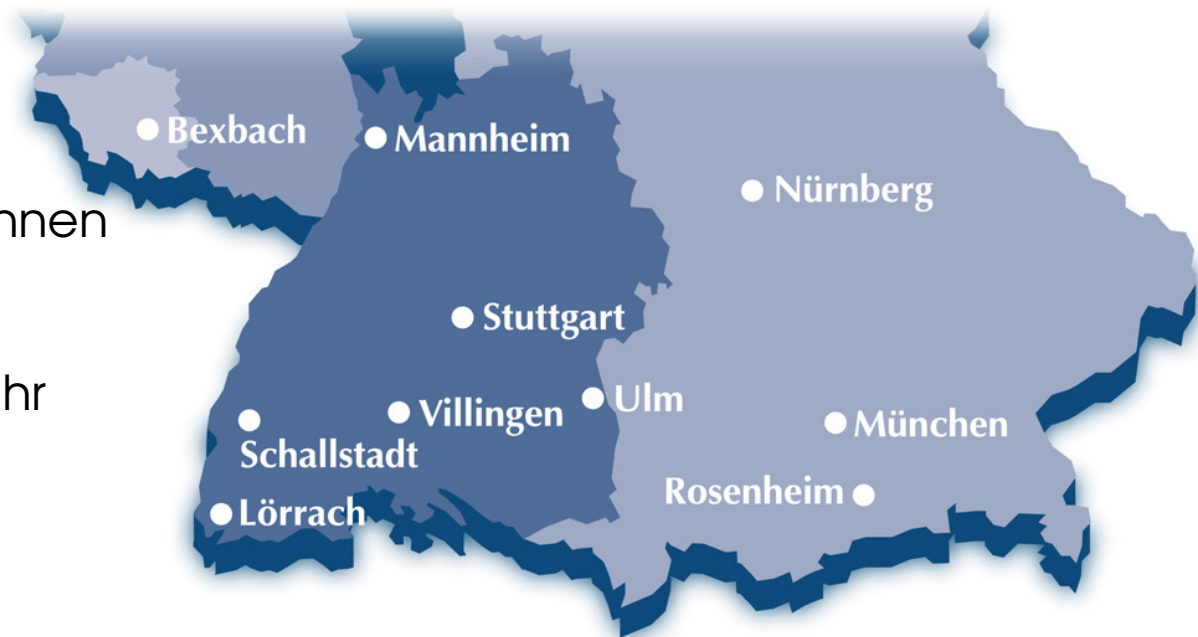 Bexbach
Mannheim
Nürnberg
nnen
Stuttgart
hr
Ulm
Villingen
München
Schallstadt
Rosenheim
Lörrach